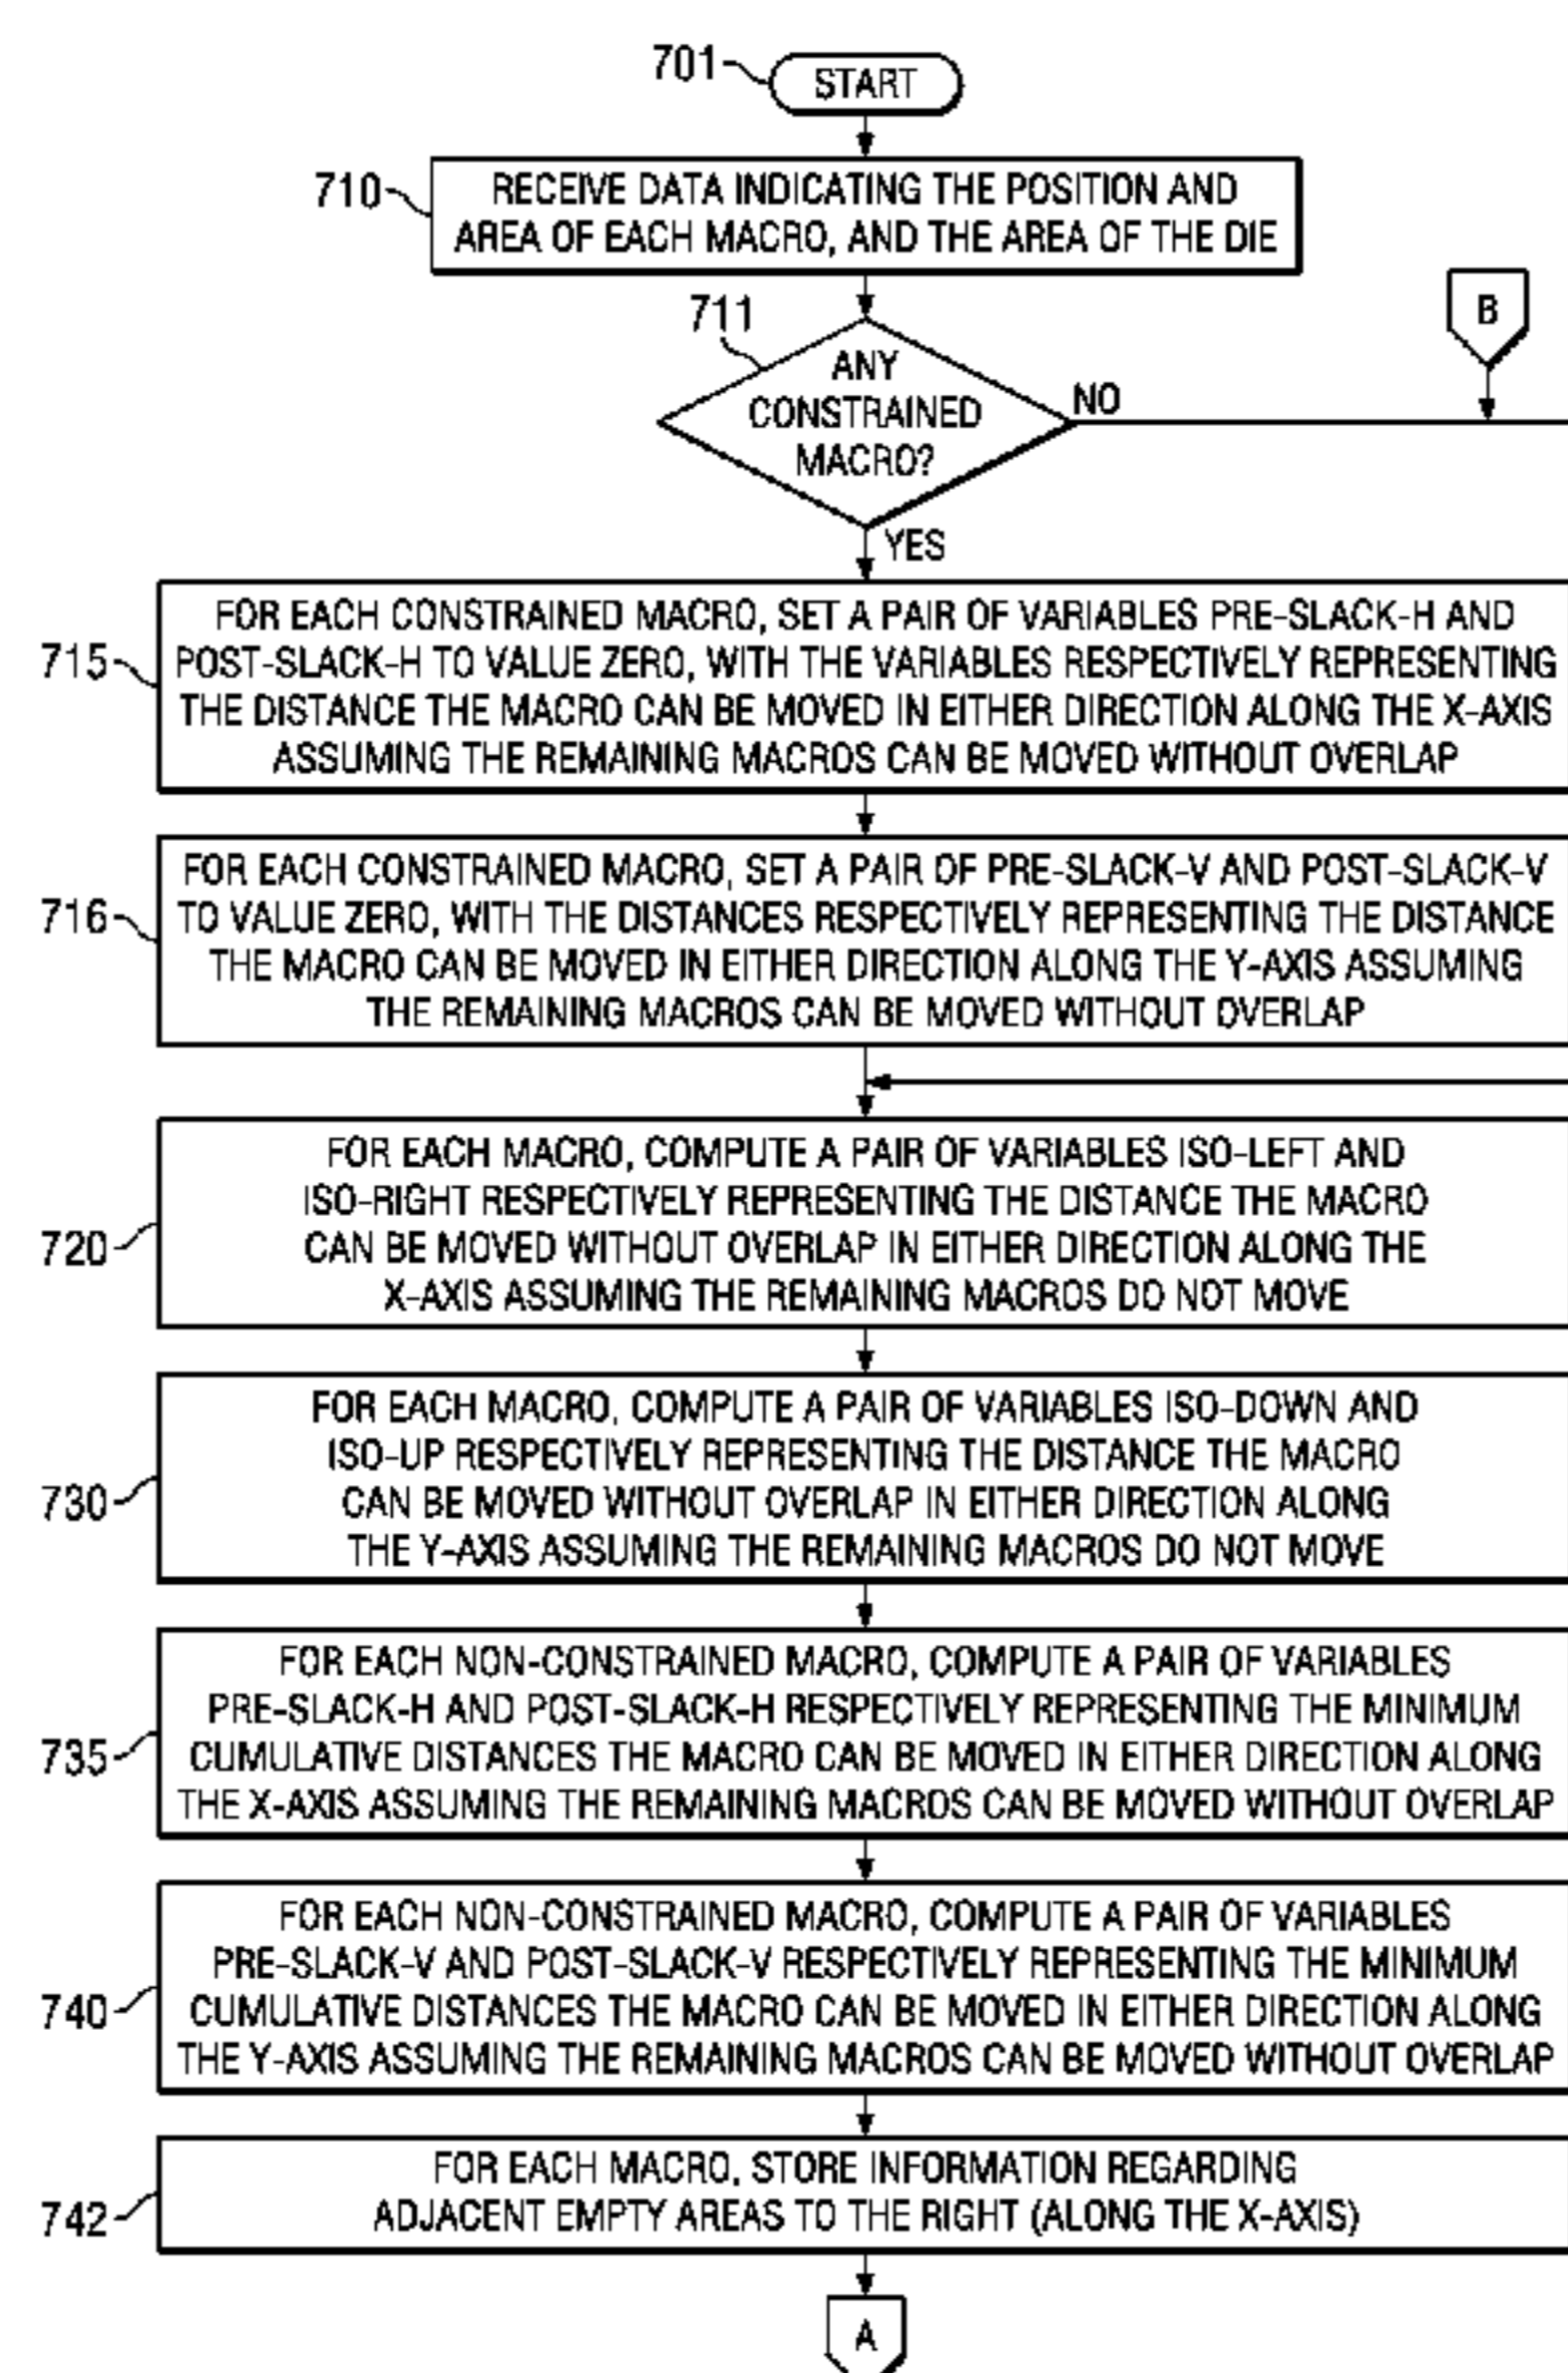 701
START
710
RECEIVE DATA INDICATING THE POSITION AND
AREA OF EACH MACRO, AND THE AREA OF THE DIE
711
ANY
CONSTRAINED
MACRO?
NO
B
YES
715
FOR EACH CONSTRAINED MACRO, SET A PAIR OF VARIABLES PRE-SLACK-H AND
POST-SLACK-H TO VALUE ZERO, WITH THE VARIABLES RESPECTIVELY REPRESENTING
THE DISTANCE THE MACRO CAN BE MOVED IN EITHER DIRECTION ALONG THE X-AXIS
ASSUMING THE REMAINING MACROS CAN BE MOVED WITHOUT OVERLAP
716
FOR EACH CONSTRAINED MACRO, SET A PAIR OF PRE-SLACK-V AND POST-SLACK-V
TO VALUE ZERO, WITH THE DISTANCES RESPECTIVELY REPRESENTING THE DISTANCE
THE MACRO CAN BE MOVED IN EITHER DIRECTION ALONG THE Y-AXIS ASSUMING
THE REMAINING MACROS CAN BE MOVED WITHOUT OVERLAP
720
FOR EACH MACRO, COMPUTE A PAIR OF VARIABLES ISO-LEFT AND
ISO-RIGHT RESPECTIVELY REPRESENTING THE DISTANCE THE MACRO
CAN BE MOVED WITHOUT OVERLAP IN EITHER DIRECTION ALONG THE
X-AXIS ASSUMING THE REMAINING MACROS DO NOT MOVE
730
FOR EACH MACRO, COMPUTE A PAIR OF VARIABLES ISO-DOWN AND
ISO-UP RESPECTIVELY REPRESENTING THE DISTANCE THE MACRO
CAN BE MOVED WITHOUT OVERLAP IN EITHER DIRECTION ALONG
THE Y-AXIS ASSUMING THE REMAINING MACROS DO NOT MOVE
735
FOR EACH NON-CONSTRAINED MACRO, COMPUTE A PAIR OF VARIABLES
PRE-SLACK-H AND POST-SLACK-H RESPECTIVELY REPRESENTING THE MINIMUM
CUMULATIVE DISTANCES THE MACRO CAN BE MOVED IN EITHER DIRECTION ALONG
THE X-AXIS ASSUMING THE REMAINING MACROS CAN BE MOVED WITHOUT OVERLAP
740
FOR EACH NON-CONSTRAINED MACRO, COMPUTE A PAIR OF VARIABLES
PRE-SLACK-V AND POST-SLACK-V RESPECTIVELY REPRESENTING THE MINIMUM
CUMULATIVE DISTANCES THE MACRO CAN BE MOVED IN EITHER DIRECTION ALONG
THE Y-AXIS ASSUMING THE REMAINING MACROS CAN BE MOVED WITHOUT OVERLAP
742
FOR EACH MACRO, STORE INFORMATION REGARDING
ADJACENT EMPTY AREAS TO THE RIGHT (ALONG THE X-AXIS)
A